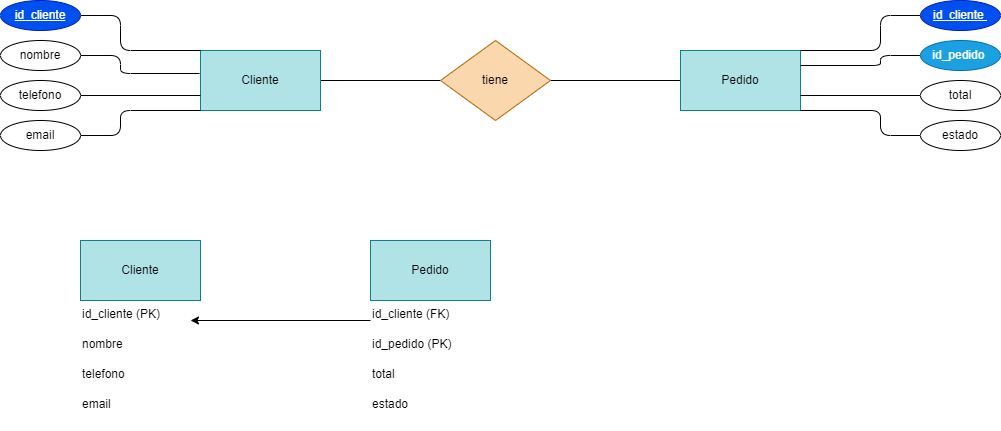 id_cliente
id_cliente
nombre
id_pedido
Cliente
tiene
Pedido
telefono
total
email
estado
Cliente
Pedido
id_cliente (PK)
id_cliente (FK)
nombre
id_pedido (PK)
telefono
total
email
estado